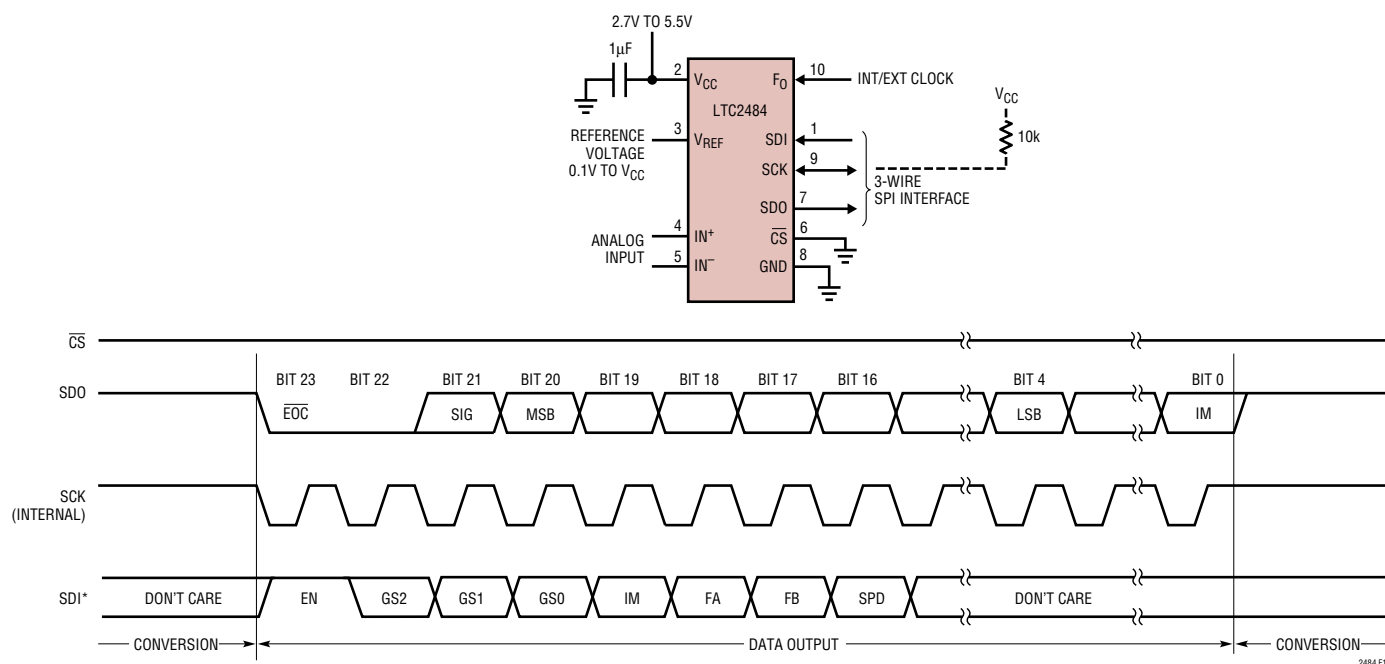 2.7V TO 5.5V
1µF
2
VCC
FO
10
INT/EXT CLOCK
LTC2484
VCC
10k
REFERENCE
VOLTAGE
0.1V TO VCC
3
VREF
SDI
1
SCK
9
3-WIRE
SPI INTERFACE
SDO
7
ANALOG
INPUT
4
IN+
5
IN–
CS
6
GND
8
CS
SDO
BIT 23
BIT 22
BIT 21
BIT 20
BIT 19
BIT 18
BIT 17
BIT 16
BIT 4
BIT 0
EOC
SIG
MSB
LSB
IM
SCK
(INTERNAL)
SDI*
DON'T CARE
EN
GS2
GS1
GS0
IM
FA
FB
SPD
DON'T CARE
CONVERSION
DATA OUTPUT
CONVERSION